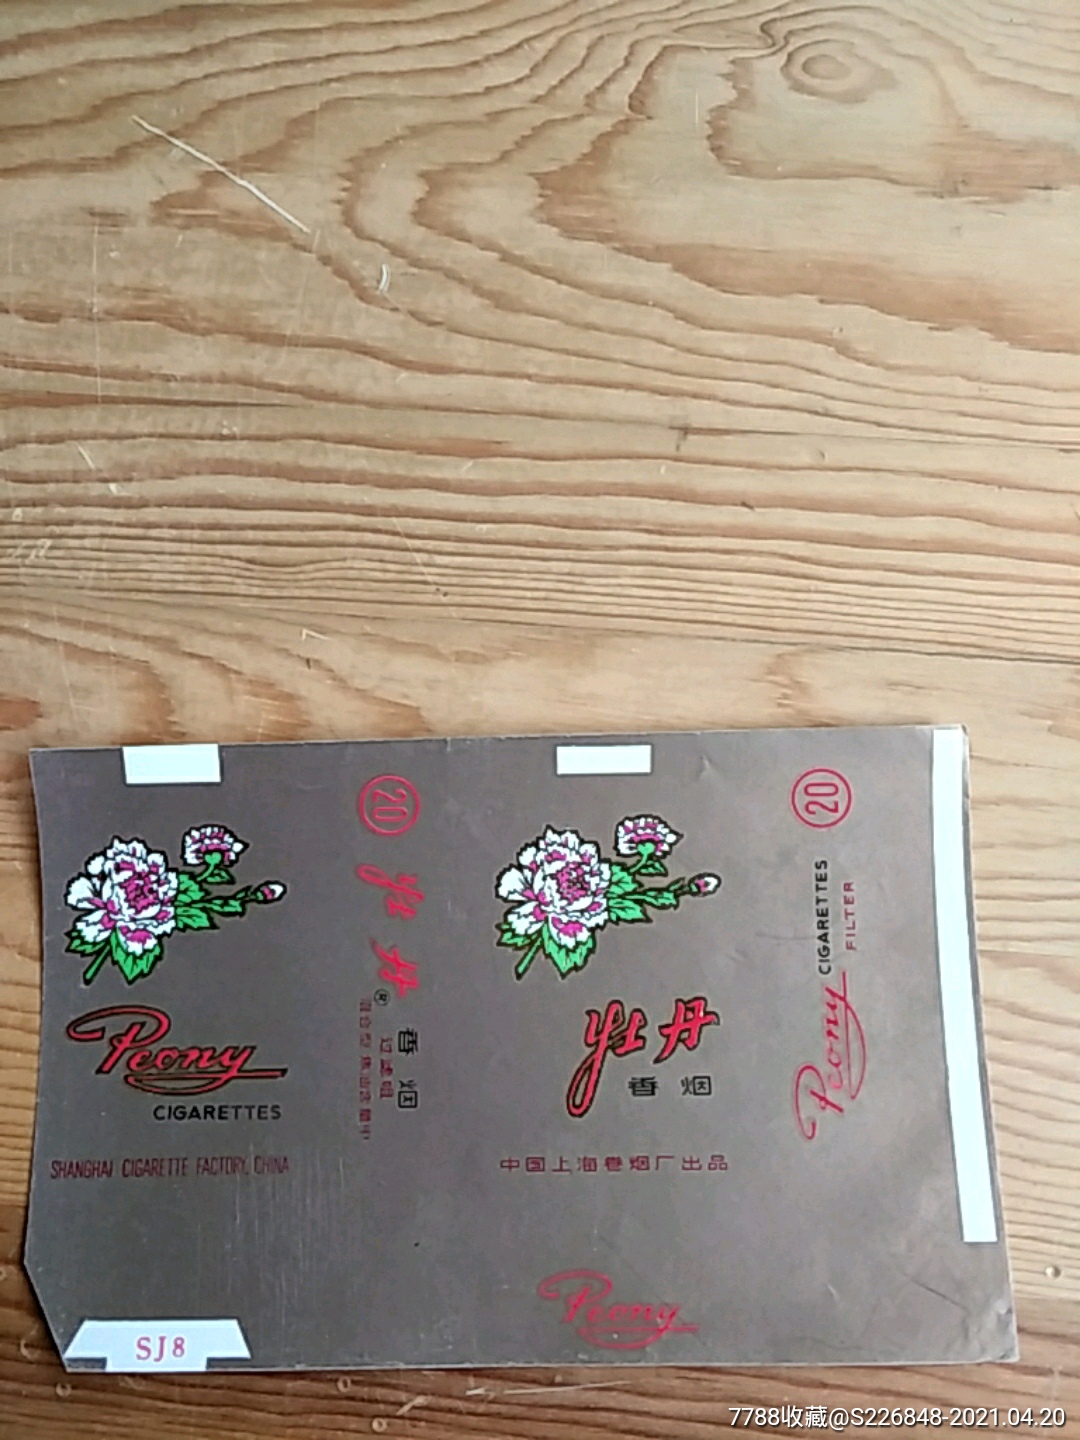 Peony
CIGARETTES
SHANGHAI CIGARETTE FACTORY, CHINA
SJ8
20
牡丹
®
香烟
过滤咀
牡丹
香烟
中国上海卷烟厂出品
Peony
20
Peony CIGARETTES
FILTER
7788收藏@S226848-2021.04.20